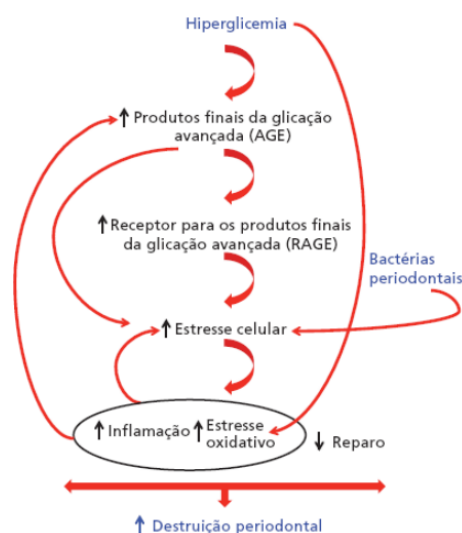 Hiperglicemia
↑ Produtos finais da glicação
avançada (AGE)
↑ Receptor para os produtos finais
da glicação avançada (RAGE)
Bactérias
periodontais
↑ Estresse celular
↑ Inflamação ↑ Estresse
oxidativo
↓ Reparo
↑ Destruição periodontal